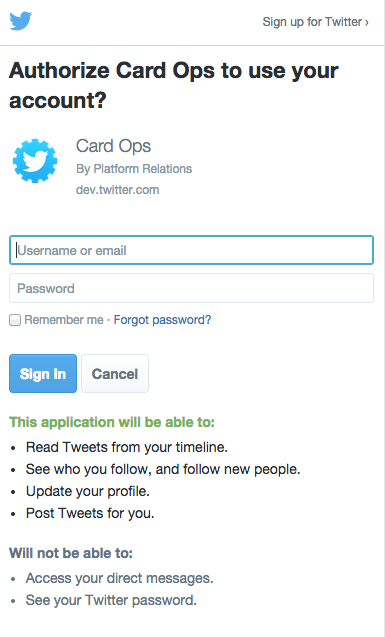 Sign up for Twitter ›
Authorize Card Ops to use your
account?
Card Ops
By Platform Relations
dev.twitter.com
Username or email
Password
Remember me · Forgot password?
Sign In Cancel
This application will be able to:
• Read Tweets from your timeline.
• See who you follow, and follow new people.
• Update your profile.
• Post Tweets for you.
Will not be able to:
• Access your direct messages.
• See your Twitter password.